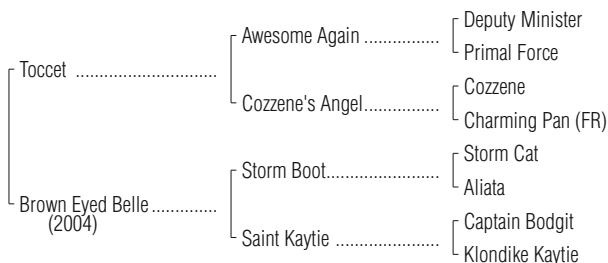 Deputy Minister
Awesome Again ...............
Primal Force
Toccet ............................
Cozzene
Cozzene's Angel...............
Charming Pan (FR)
Storm Cat
Storm Boot......................
Aliata
Brown Eyed Belle .............
(2004)
Captain Bodgit
Saint Kaytie ....................
Klondike Kaytie